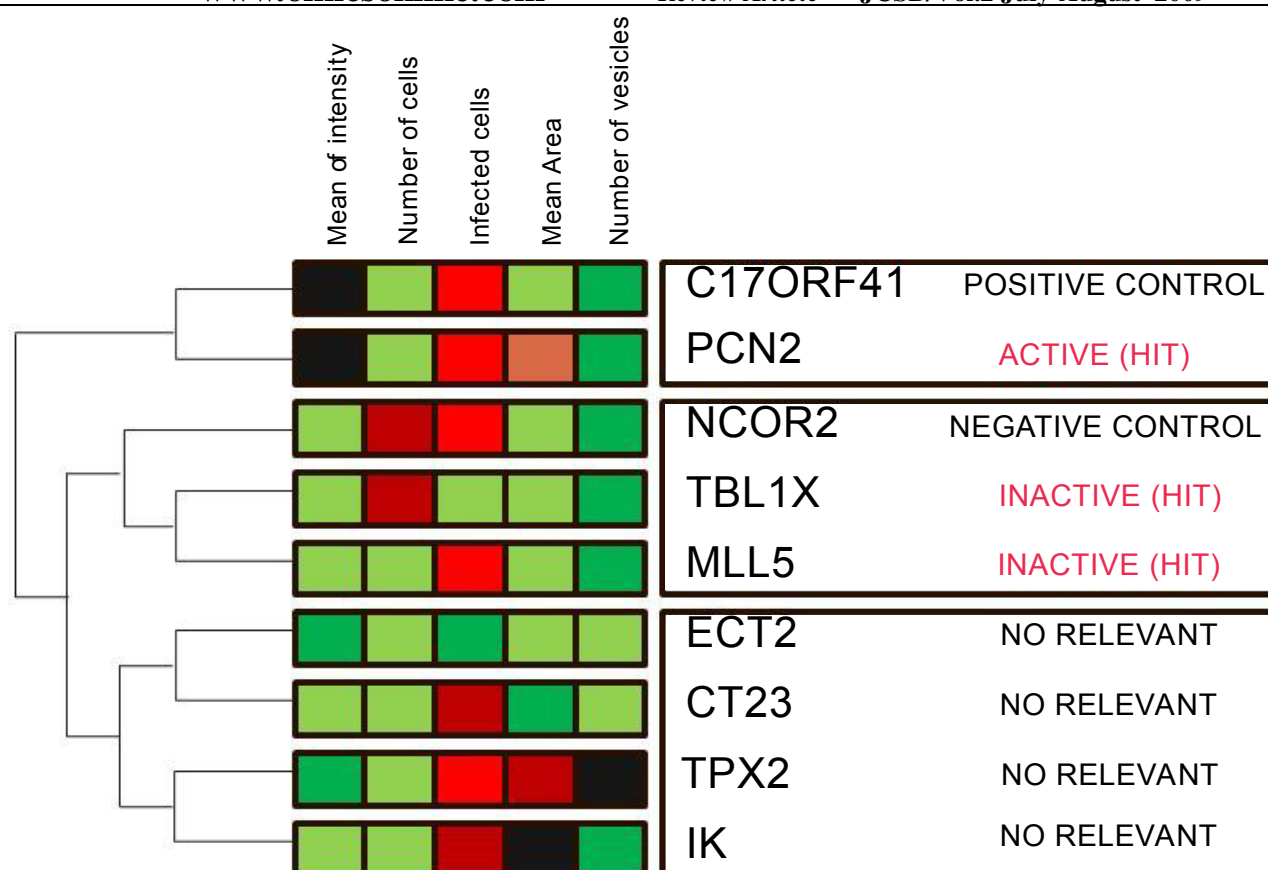 Mean of intensity
Number of cells
Infected cells
Mean Area
Number of vesicles
C17ORF41 POSITIVE CONTROL
PCN2 ACTIVE (HIT)
NCOR2 NEGATIVE CONTROL
TBL1X INACTIVE (HIT)
MLL5 INACTIVE (HIT)
ECT2 NO RELEVANT
CT23 NO RELEVANT
TPX2 NO RELEVANT
IK NO RELEVANT